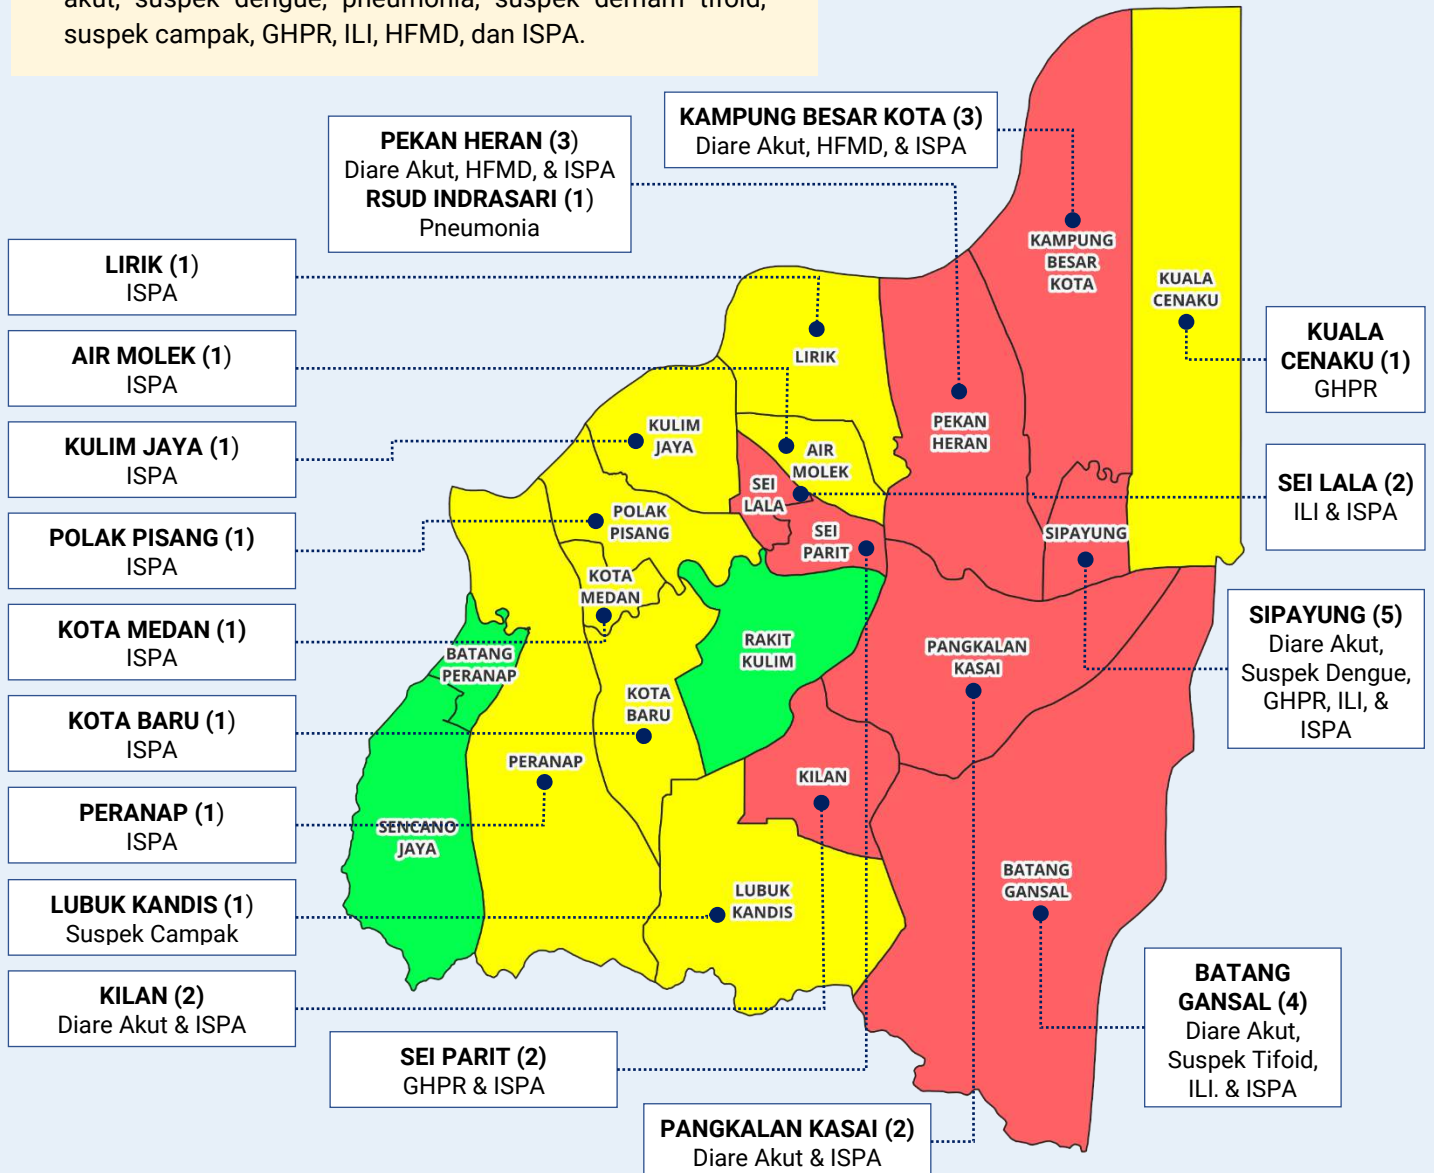 akut, suspek dengue, pneumonia, suspek demam tifoid,
suspek campak, GHPR, ILI, HFMD, dan ISPA.
KAMPUNG BESAR KOTA (3)
Diare Akut, HFMD, & ISPA
PEKAN HERAN (3)
Diare Akut, HFMD, & ISPA
RSUD INDRASARI (1)
Pneumonia
LIRIK (1)
ISPA
AIR MOLEK (1)
ISPA
KULIM JAYA (1)
ISPA
POLAK PISANG (1)
ISPA
KOTA MEDAN (1)
ISPA
KOTA BARU (1)
ISPA
PERANAP (1)
ISPA
LUBUK KANDIS (1)
Suspek Campak
KILAN (2)
Diare Akut & ISPA
SEI PARIT (2)
GHPR & ISPA
PANGKALAN KASAI (2)
Diare Akut & ISPA
KUALA
CENAKU (1)
GHPR
SEI LALA (2)
ILI & ISPA
SIPAYUNG (5)
Diare Akut,
Suspek Dengue,
GHPR, ILI, &
ISPA
BATANG
GANSAL (4)
Diare Akut,
Suspek Tifoid,
ILI. & ISPA
KAMPUNG
BESAR
KOTA
KUALA
CENAKU
LIRIK
PEKAN
HERAN
KULIM
JAYA
AIR
MOLEK
SEI
LALA
POLAK
PISANG
SEI
PARIT
SIPAYUNG
KOTA
MEDAN
RAKIT
KULIM
PANGKALAN
KASAI
BATANG
PERANAP
KOTA
BARU
PERANAP
KILAN
SENCANO
JAYA
LUBUK
KANDIS
BATANG
GANSAL